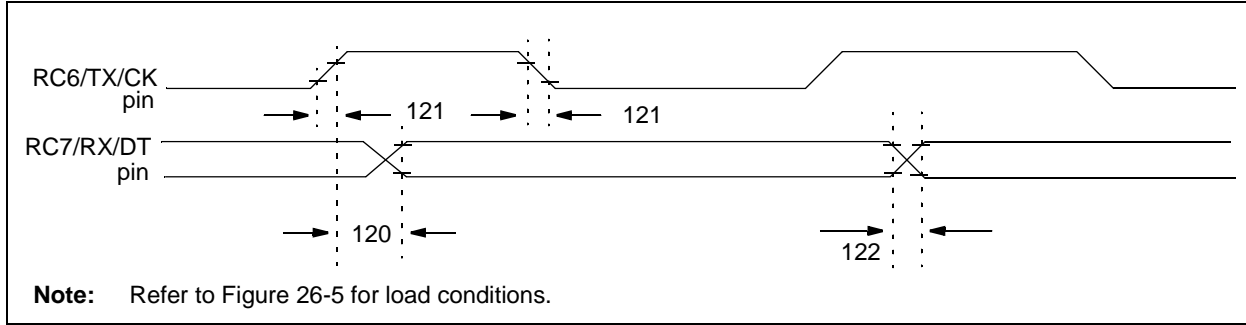 RC6/TX/CK
pin
121
121
RC7/RX/DT
pin
120
122
Note: Refer to Figure 26-5 for load conditions.